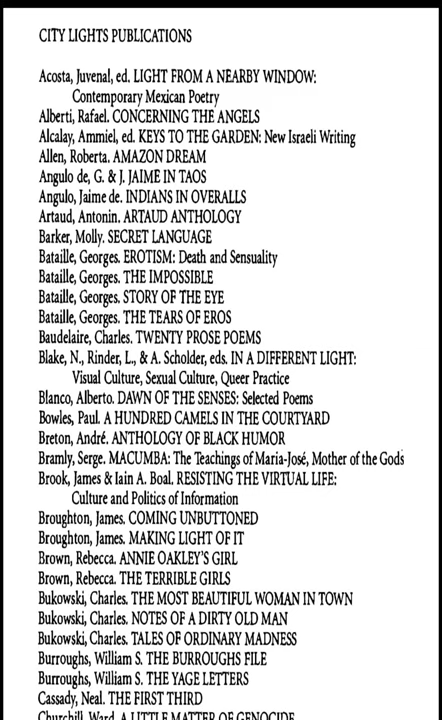 CITY LIGHTS PUBLICATIONS
Acosta, Juvenal, ed. LIGHT FROM A NEARBY WINDOW:
Contemporary Mexican Poetry
Alberti, Rafael. CONCERNING THE ANGELS
Alcalay, Ammiel, ed. KEYS TO THE GARDEN: New Israeli Writing
Allen, Roberta. AMAZON DREAM
Angulo de, G. & J. JAIME IN TAOS
Angulo, Jaime de. INDIANS IN OVERALLS
Artaud, Antonin. ARTAUD ANTHOLOGY
Barker, Molly. SECRET LANGUAGE
Bataille, Georges. EROTISM: Death and Sensuality
Bataille, Georges. THE IMPOSSIBLE
Bataille, Georges. STORY OF THE EYE
Bataille, Georges. THE TEARS OF EROS
Baudelaire, Charles. TWENTY PROSE POEMS
Blake, N., Rinder, L., & A. Scholder, eds. IN A DIFFERENT LIGHT:
Visual Culture, Sexual Culture, Queer Practice
Blanco, Alberto. DAWN OF THE SENSES: Selected Poems
Bowles, Paul. A HUNDRED CAMELS IN THE COURTYARD
Breton, André. ANTHOLOGY OF BLACK HUMOR
Bramly, Serge. MACUMBA: The Teachings of Maria-José, Mother of the Gods
Brook, James & Iain A. Boal. RESISTING THE VIRTUAL LIFE:
Culture and Politics of Information
Broughton, James. COMING UNBUTTONED
Broughton, James. MAKING LIGHT OF IT
Brown, Rebecca. ANNIE OAKLEY'S GIRL
Brown, Rebecca. THE TERRIBLE GIRLS
Bukowski, Charles. THE MOST BEAUTIFUL WOMAN IN TOWN
Bukowski, Charles. NOTES OF A DIRTY OLD MAN
Bukowski, Charles. TALES OF ORDINARY MADNESS
Burroughs, William S. THE BURROUGHS FILE
Burroughs, William S. THE YAGE LETTERS
Cassady, Neal. THE FIRST THIRD
Churchill, Ward. A LITTLE MATTER OF GENOCIDE